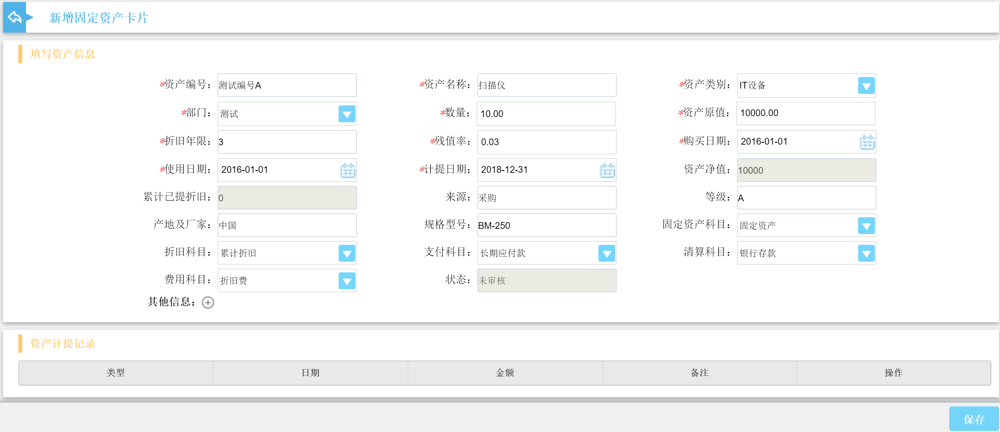 新增固定资产卡片
填写资产信息
*资产编号： 测试编号A *资产名称： 扫描仪 *资产类别： IT设备
*部门： 测试 *数量： 10.00 *资产原值： 10000.00
*折旧年限： 3 *残值率： 0.03 *购买日期： 2016-01-01
*使用日期： 2016-01-01 *计提日期： 2018-12-31 资产净值： 10000
累计已提折旧： 0 来源： 采购 等级： A
产地及厂家： 中国 规格型号： BM-250 固定资产科目： 固定资产
折旧科目： 累计折旧 支付科目： 长期应付款 清算科目： 银行存款
费用科目： 折旧费 状态： 未审核
其他信息：
资产计提记录
类型 日期 金额 备注 操作
保存